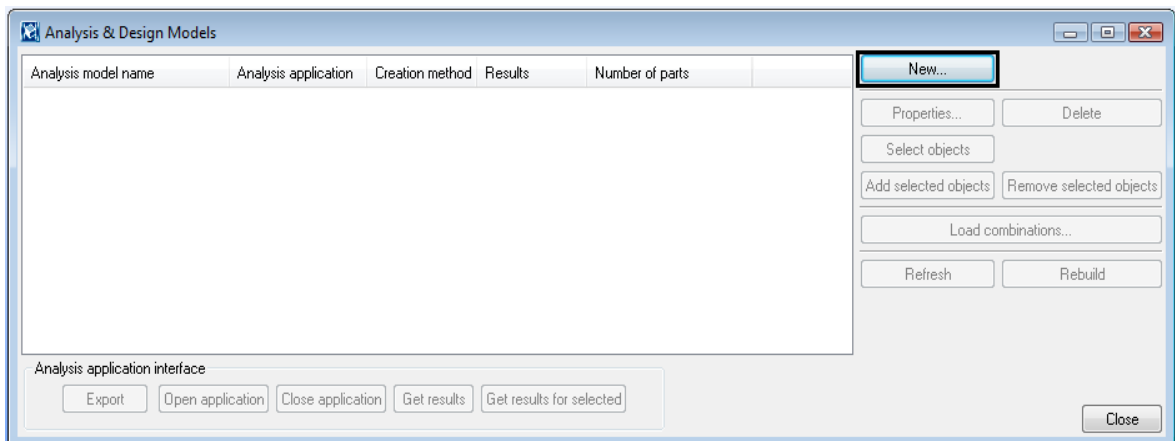 Analysis & Design Models
Analysis model name Analysis application Creation method Results Number of parts
New...
Properties... Delete
Select objects
Add selected objects Remove selected objects
Load combinations...
Refresh Rebuild
Analysis application interface
Export Open application Close application Get results Get results for selected
Close